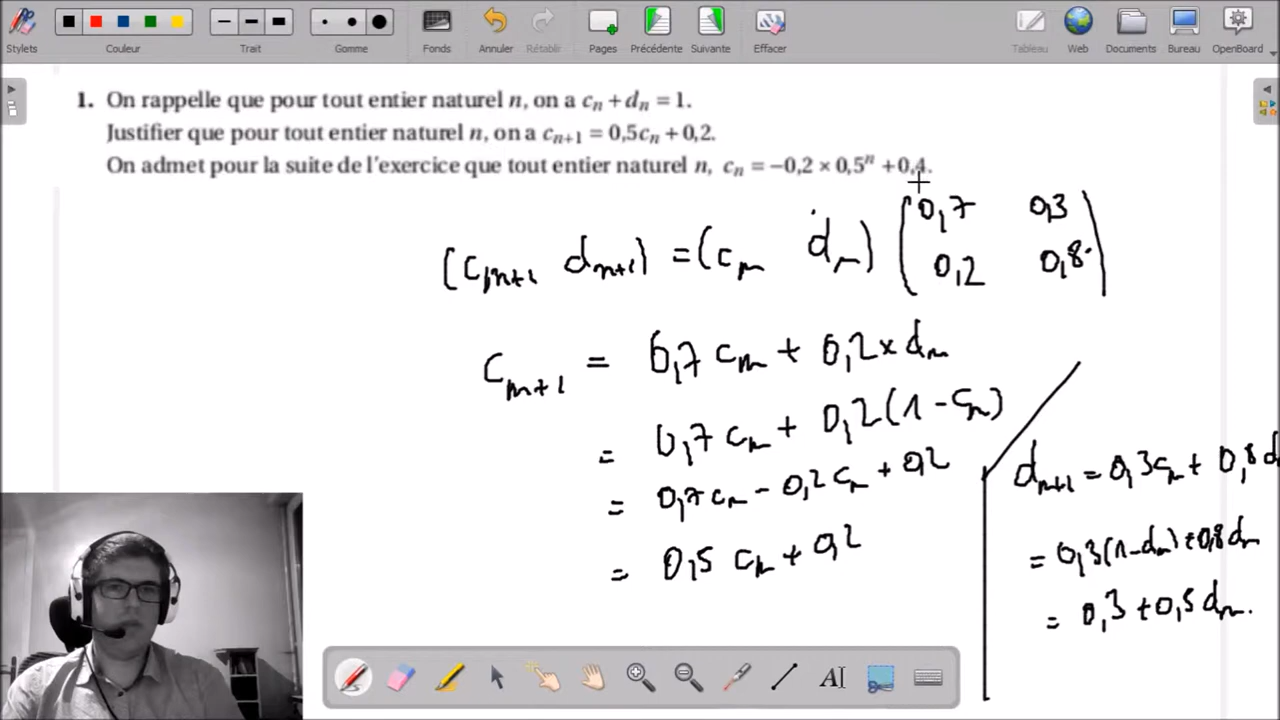 Stylets Couleur Trait Gomme Fonds Annuler Rétablir Pages Précédente Suivante Effacer Tableau Web Documents Bureau OpenBoard
1. On rappelle que pour tout entier naturel n, on a cₙ + dₙ = 1.
Justifier que pour tout entier naturel n, on a cₙ₊₁ = 0,5cₙ + 0,2.
On admet pour la suite de l'exercice que tout entier naturel n, cₙ = −0,2 × 0,5ⁿ + 0,4.
(cₙ₊₁ dₙ₊₁) = (cₙ dₙ) (0,7 0,3
0,2 0,8)
cₙ₊₁ = 0,7 cₙ + 0,2 × dₙ
= 0,7 cₙ + 0,2 (1 − cₙ)
= 0,7 cₙ − 0,2 cₙ + 0,2
= 0,5 cₙ + 0,2
dₙ₊₁ = 0,3 cₙ + 0,8 d
= 0,3 (1 − dₙ) + 0,8 dₙ
= 0,3 + 0,5 dₙ.
AI